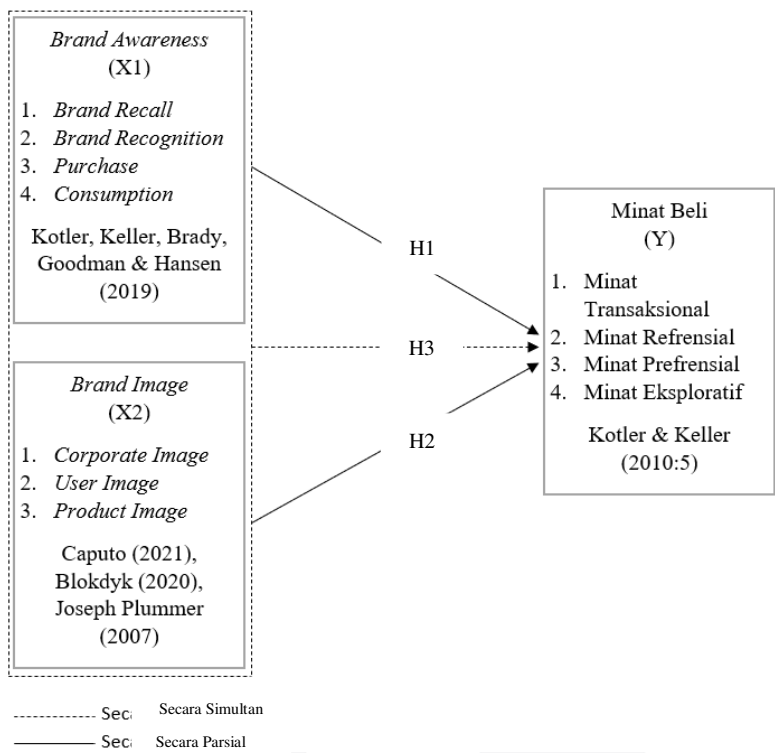 Brand Awareness
(X1)
1. Brand Recall
2. Brand Recognition
3. Purchase
4. Consumption
Kotler, Keller, Brady,
Goodman & Hansen
(2019)
Brand Image
(X2)
1. Corporate Image
2. User Image
3. Product Image
Caputo (2021),
Blokdyk (2020),
Joseph Plummer
(2007)
H1
H3
H2
Minat Beli
(Y)
1. Minat
Transaksional
2. Minat Refrensial
3. Minat Prefrensial
4. Minat Eksploratif
Kotler & Keller
(2010:5)
Sec Secara Simultan
Sec Secara Parsial